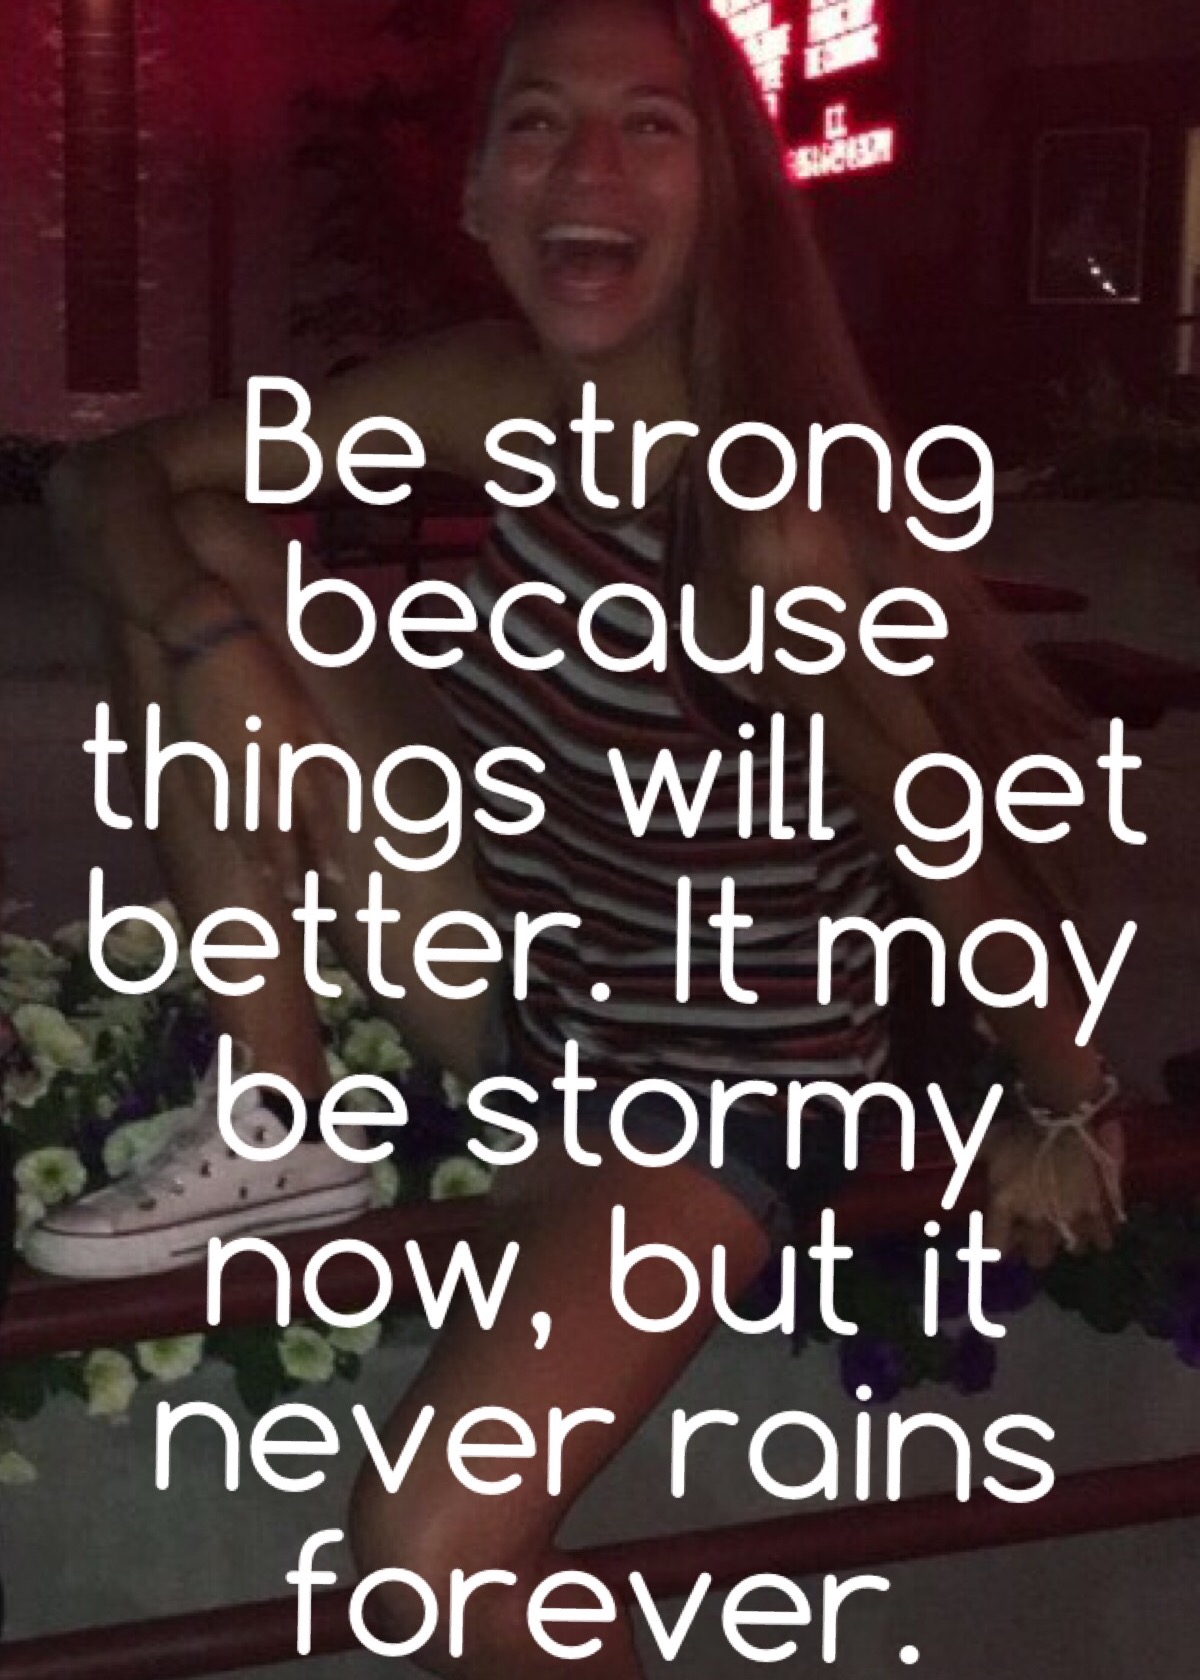 Be strong
because
things will get
better. It may
be stormy
now, but it
never rains
forever.